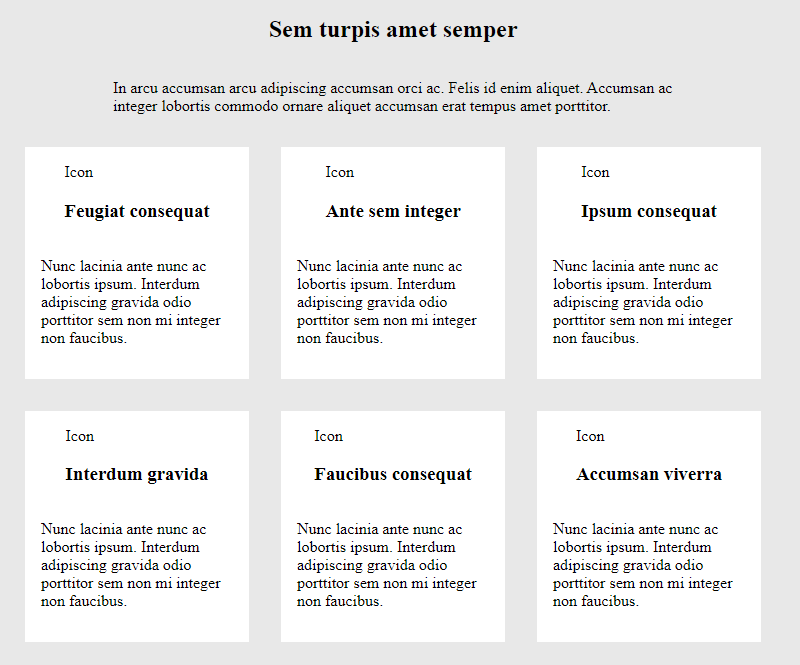 Sem turpis amet semper
In arcu accumsan arcu adipiscing accumsan orci ac. Felis id enim aliquet. Accumsan ac
integer lobortis commodo ornare aliquet accumsan erat tempus amet porttitor.
Icon
Feugiat consequat
Nunc lacinia ante nunc ac
lobortis ipsum. Interdum
adipiscing gravida odio
porttitor sem non mi integer
non faucibus.
Icon
Ante sem integer
Nunc lacinia ante nunc ac
lobortis ipsum. Interdum
adipiscing gravida odio
porttitor sem non mi integer
non faucibus.
Icon
Ipsum consequat
Nunc lacinia ante nunc ac
lobortis ipsum. Interdum
adipiscing gravida odio
porttitor sem non mi integer
non faucibus.
Icon
Interdum gravida
Nunc lacinia ante nunc ac
lobortis ipsum. Interdum
adipiscing gravida odio
porttitor sem non mi integer
non faucibus.
Icon
Faucibus consequat
Nunc lacinia ante nunc ac
lobortis ipsum. Interdum
adipiscing gravida odio
porttitor sem non mi integer
non faucibus.
Icon
Accumsan viverra
Nunc lacinia ante nunc ac
lobortis ipsum. Interdum
adipiscing gravida odio
porttitor sem non mi integer
non faucibus.